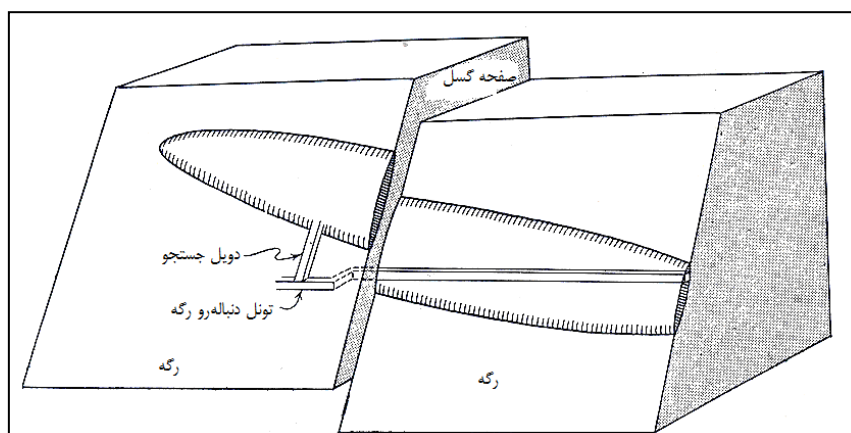 صفحه گسل
دویل جستجو
تونل دنباله‌رو رگه
رگه
رگه